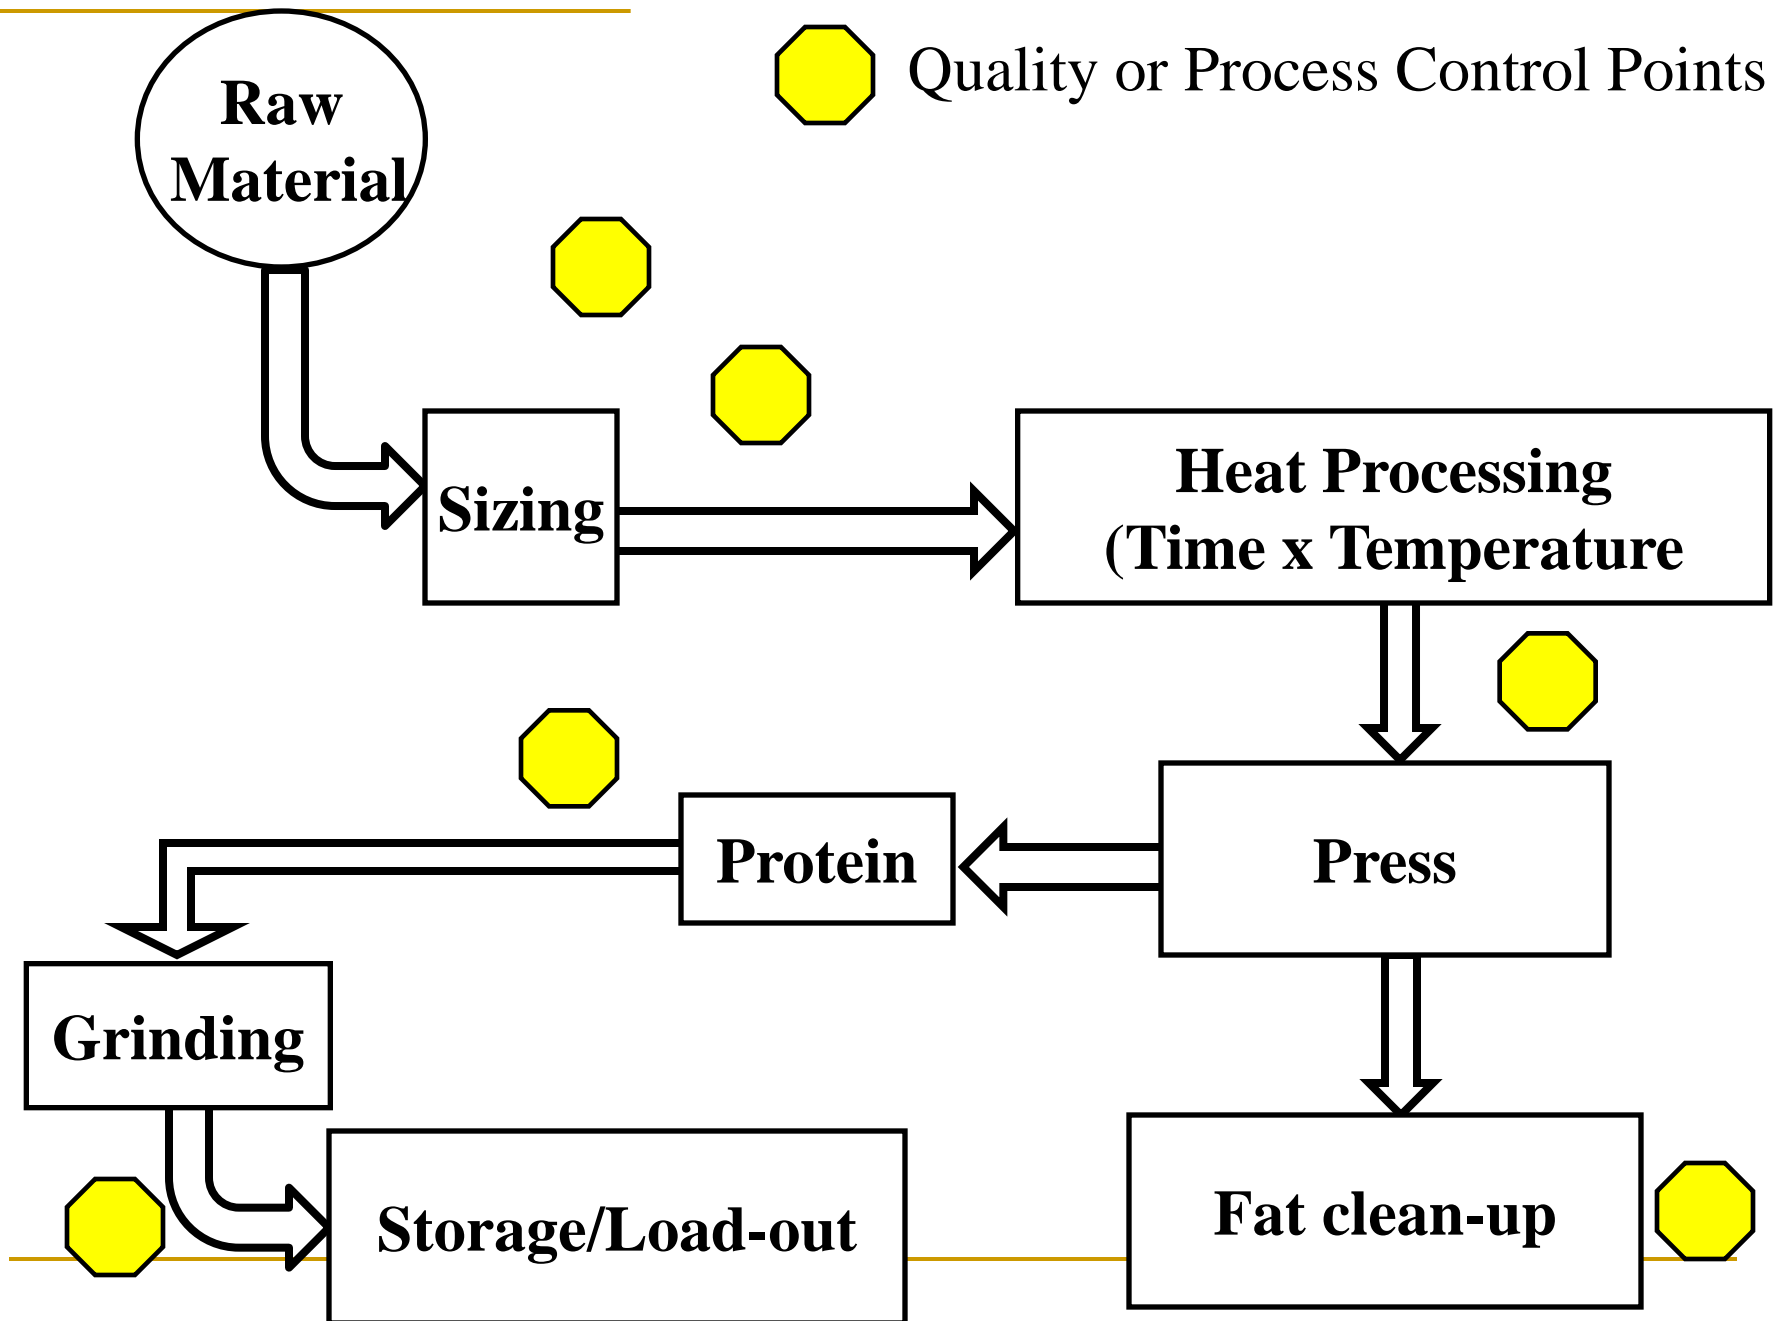 Quality or Process Control Points
Raw
Material
Sizing
Heat Processing
(Time x Temperature
Protein
Press
Grinding
Storage/Load-out
Fat clean-up